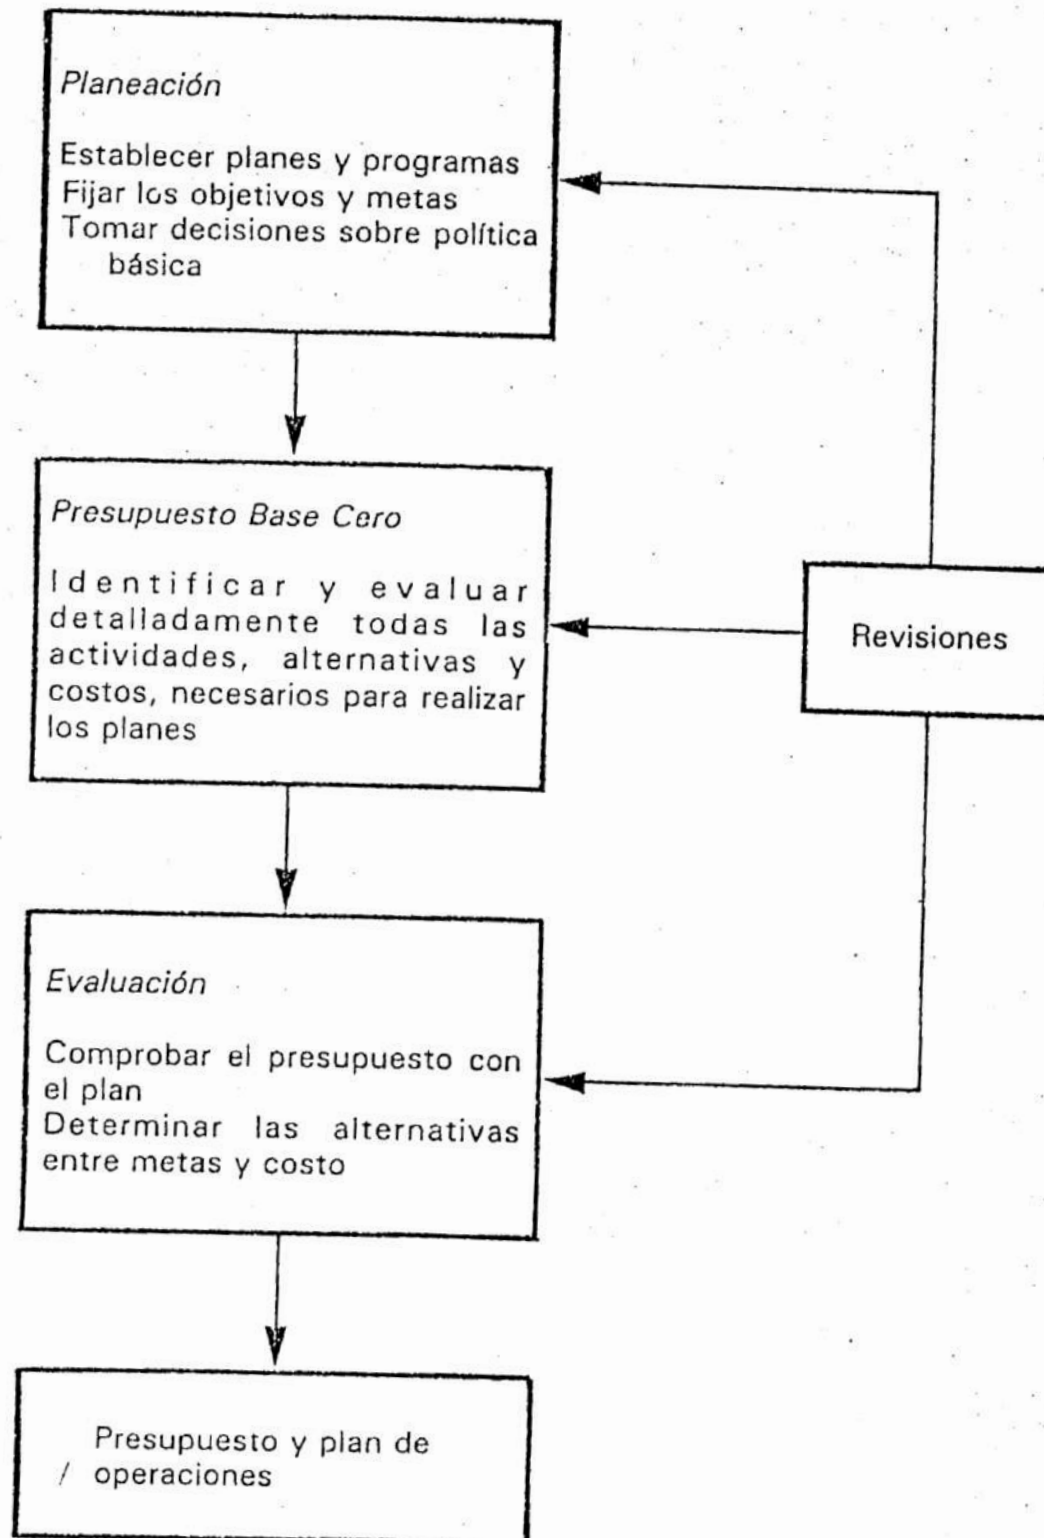 Planeación
Establecer planes y programas
Fijar los objetivos y metas
Tomar decisiones sobre política
básica
Presupuesto Base Cero
Identificar y evaluar
detalladamente todas las
actividades, alternativas y
costos, necesarios para realizar
los planes
Revisiones
Evaluación
Comprobar el presupuesto con
el plan
Determinar las alternativas
entre metas y costo
Presupuesto y plan de
operaciones